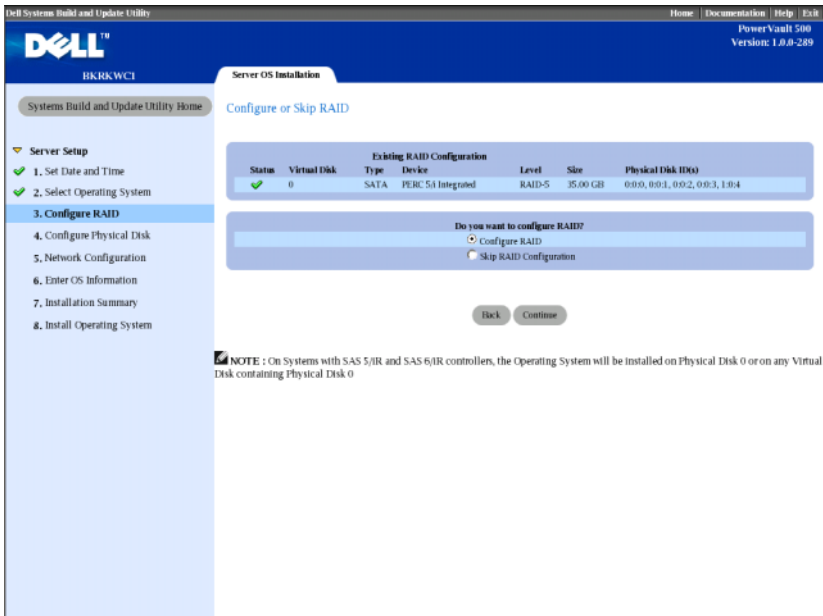 Dell Systems Build and Update Utility
Home | Documentation | Help | Exit
DELL™
PowerVault 500
Version: 1.0.0-289
BKRKWC1
Server OS Installation
Systems Build and Update Utility Home
Configure or Skip RAID
Server Setup
1. Set Date and Time
2. Select Operating System
3. Configure RAID
4. Configure Physical Disk
5. Network Configuration
6. Enter OS Information
7. Installation Summary
8. Install Operating System
Existing RAID Configuration
Status Virtual Disk Type Device Level Size Physical Disk ID(s)
0 SATA PERC 5/i Integrated RAID-5 35.00 GB 0:0:0, 0:0:1, 0:0:2, 0:0:3, 1:0:4
Do you want to configure RAID?
Configure RAID
Skip RAID Configuration
Back Continue
NOTE : On Systems with SAS 5/iR and SAS 6/iR controllers, the Operating System will be installed on Physical Disk 0 or on any Virtual
Disk containing Physical Disk 0